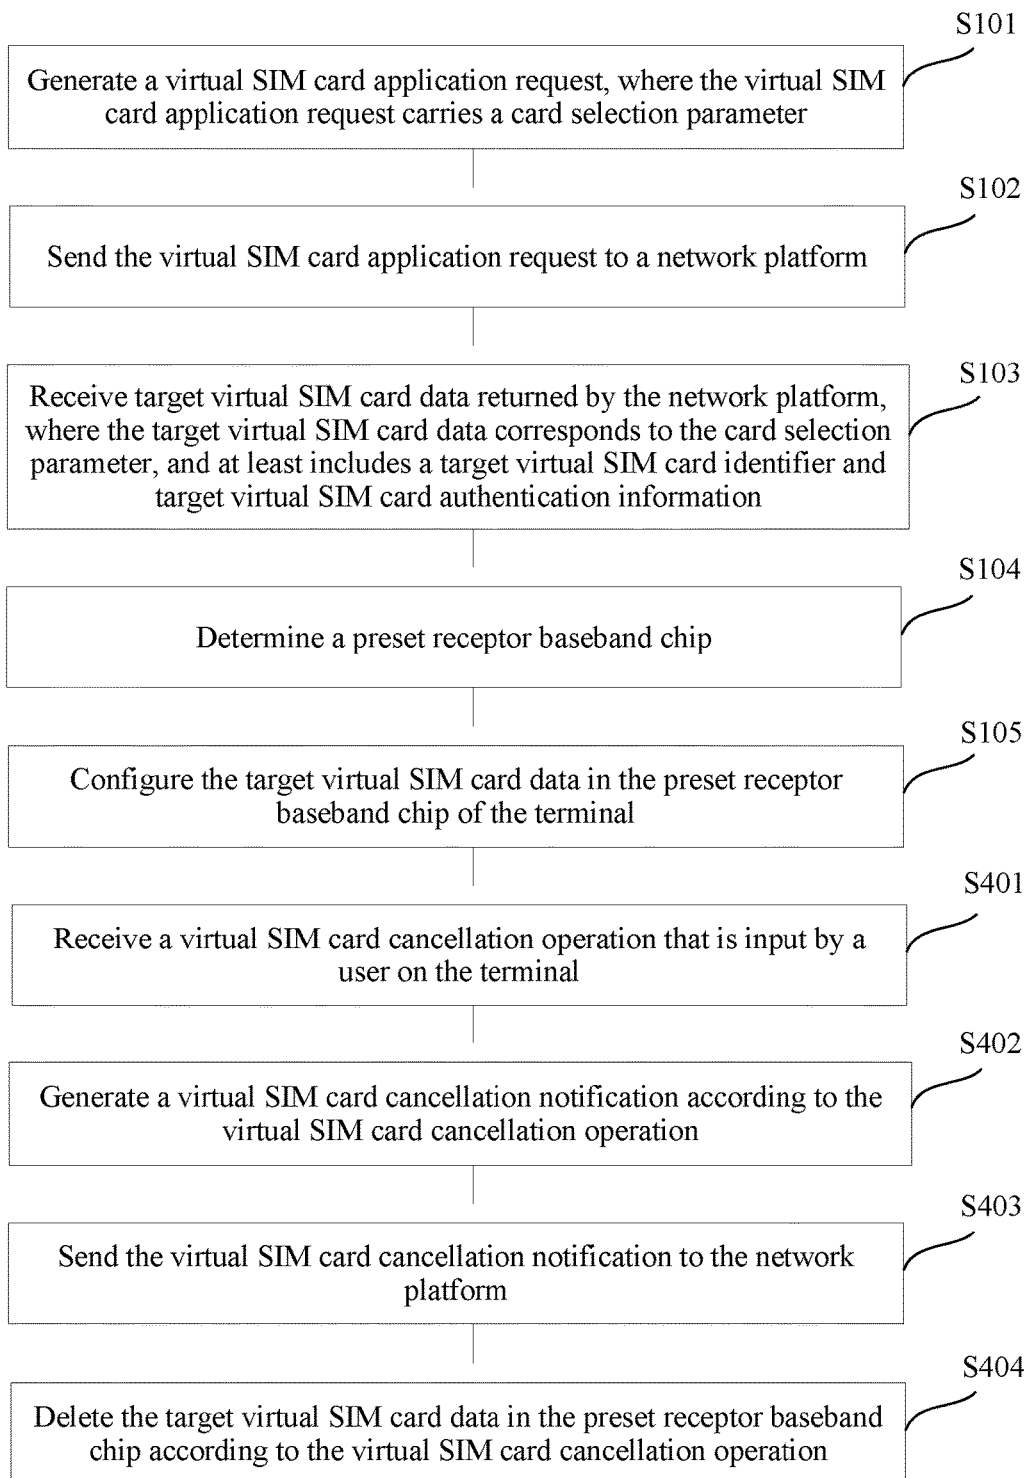 S101
Generate a virtual SIM card application request, where the virtual SIM
card application request carries a card selection parameter
S102
Send the virtual SIM card application request to a network platform
S103
Receive target virtual SIM card data returned by the network platform,
where the target virtual SIM card data corresponds to the card selection
parameter, and at least includes a target virtual SIM card identifier and
target virtual SIM card authentication information
S104
Determine a preset receptor baseband chip
S105
Configure the target virtual SIM card data in the preset receptor
baseband chip of the terminal
S401
Receive a virtual SIM card cancellation operation that is input by a
user on the terminal
S402
Generate a virtual SIM card cancellation notification according to the
virtual SIM card cancellation operation
S403
Send the virtual SIM card cancellation notification to the network
platform
S404
Delete the target virtual SIM card data in the preset receptor baseband
chip according to the virtual SIM card cancellation operation